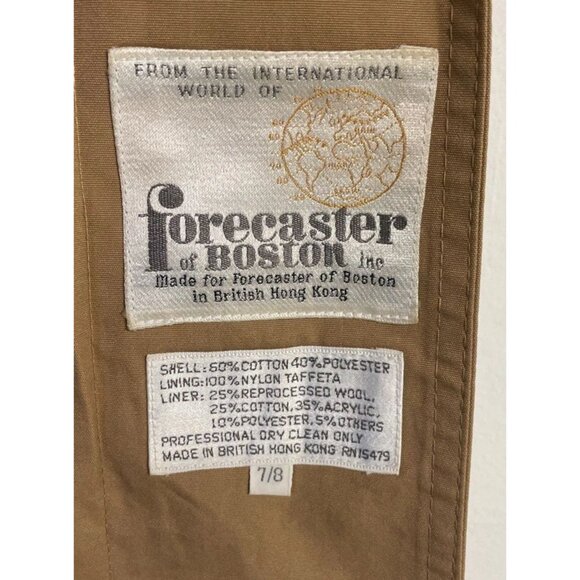 FROM THE INTERNATIONAL
WORLD OF
forecaster
OF BOSTON inc
Made for Forecaster of Boston
in British Hong Kong
SHELL: 60% COTTON 40% POLYESTER
LINING: 100% NYLON TAFFETA
LINER: 25% REPROCESSED WOOL,
25% COTTON, 35% ACRYLIC,
10% POLYESTER, 5% OTHERS
PROFESSIONAL DRY CLEAN ONLY
MADE IN BRITISH HONG KONG RN15479
7/8